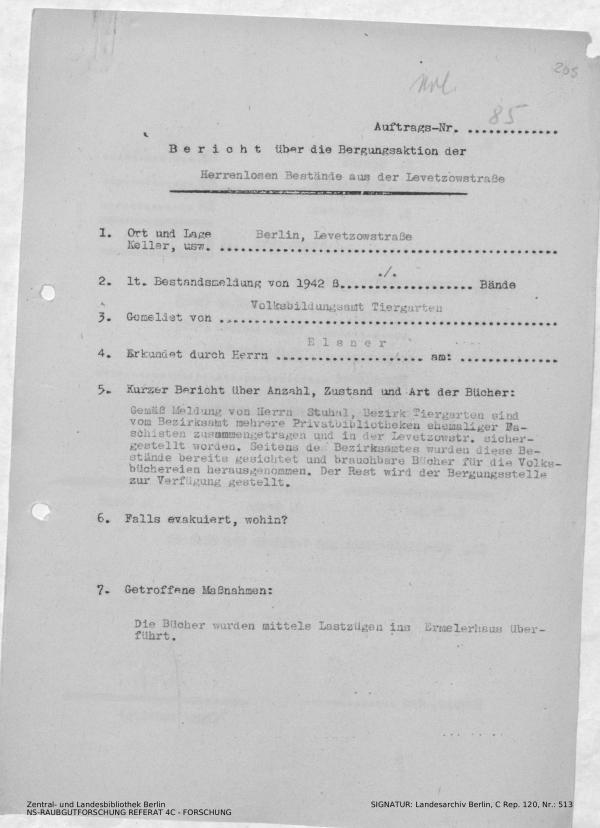 205
Auftrags-Nr. 85
B e r i c h t über die Bergungsaktion der
Herrenlosen Bestände aus der Levetzowstraße
1. Ort und Lage Berlin, Levetzowstraße
Keller, usw. ..........................................
2. lt. Bestandsmeldung von 1942 ß...../............ Bände
Volksbildungsamt Tiergarten
3. Gemeldet von ..........................................
E l s n e r
4. Erkundet durch Herrn .................... am: .............
5. Kurzer Bericht über Anzahl, Zustand und Art der Bücher:
Gemäß Meldung von Herrn Stuhal, Bezirk Tiergarten sind
vom Bezirksamt mehrere Privatbibliotheken ehemaliger Fa-
schisten zusammengetragen und in der Levetzowstr. sicher-
gestellt worden. Seitens des Bezirksamtes wurden diese Be-
stände bereits gesichtet und brauchbare Bücher für die Volks-
büchereien herausgenommen. Der Rest wird der Bergungsstelle
zur Verfügung gestellt.
6. Falls evakuiert, wohin?
7. Getroffene Maßnahmen:
Die Bücher wurden mittels Lastzügen ins Ermelerhaus über-
führt.
Zentral- und Landesbibliothek Berlin
NS-RAUBGUTFORSCHUNG REFERAT 4C - FORSCHUNG
SIGNATUR: Landesarchiv Berlin, C Rep. 120, Nr.: 513